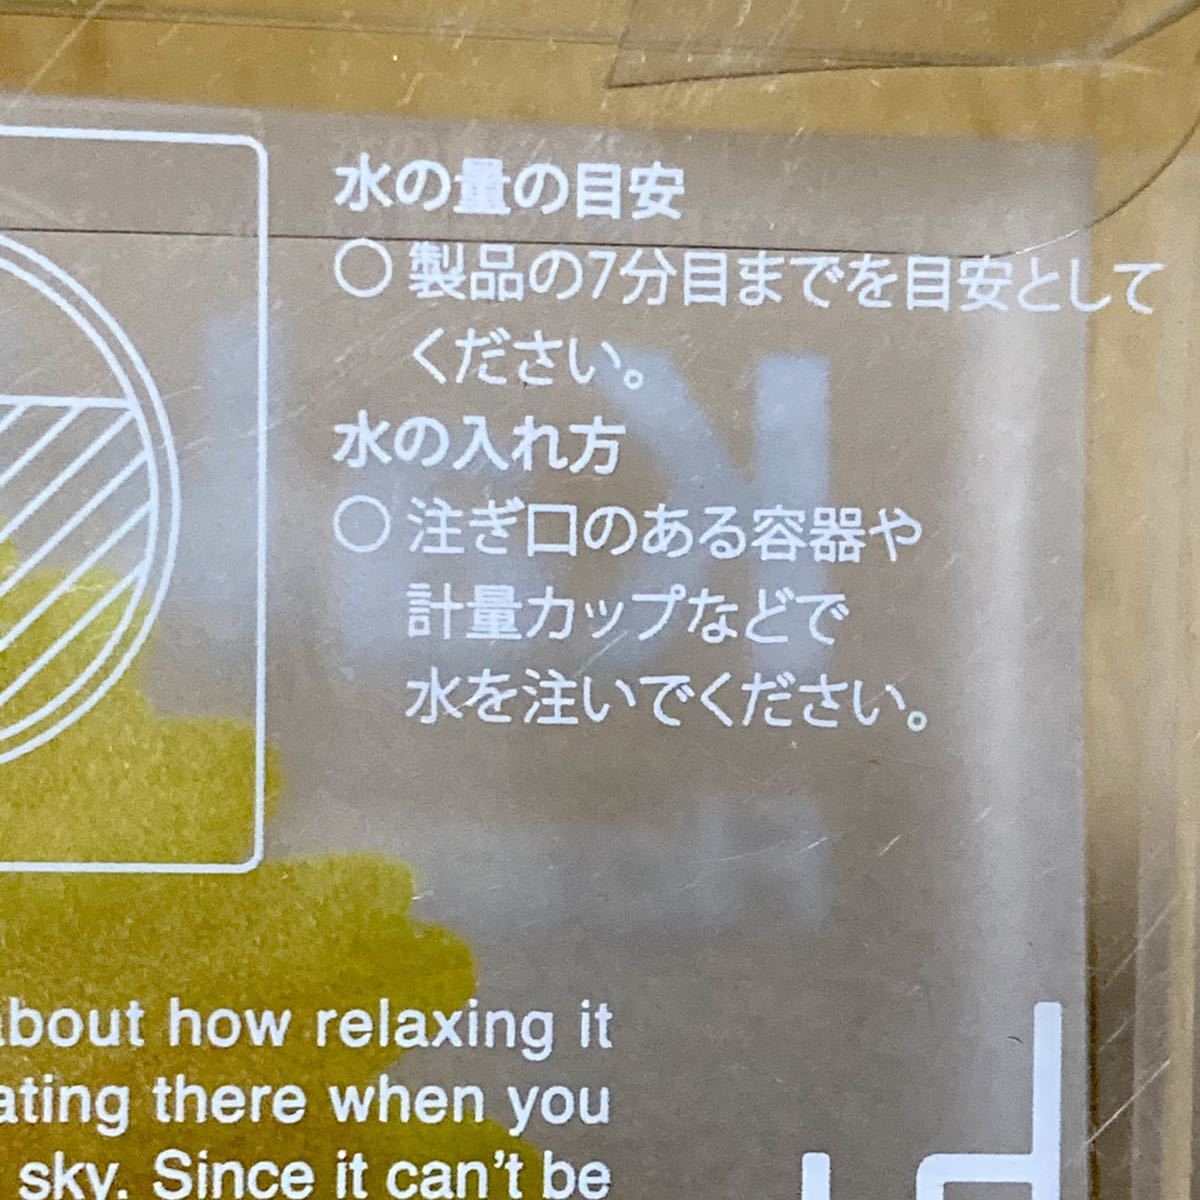 水の量の目安
○ 製品の7分目までを目安として
ください。
水の入れ方
○ 注ぎ口のある容器や
計量カップなどで
水を注いでください。
about how relaxing it
ating there when you
sky. Since it can't be